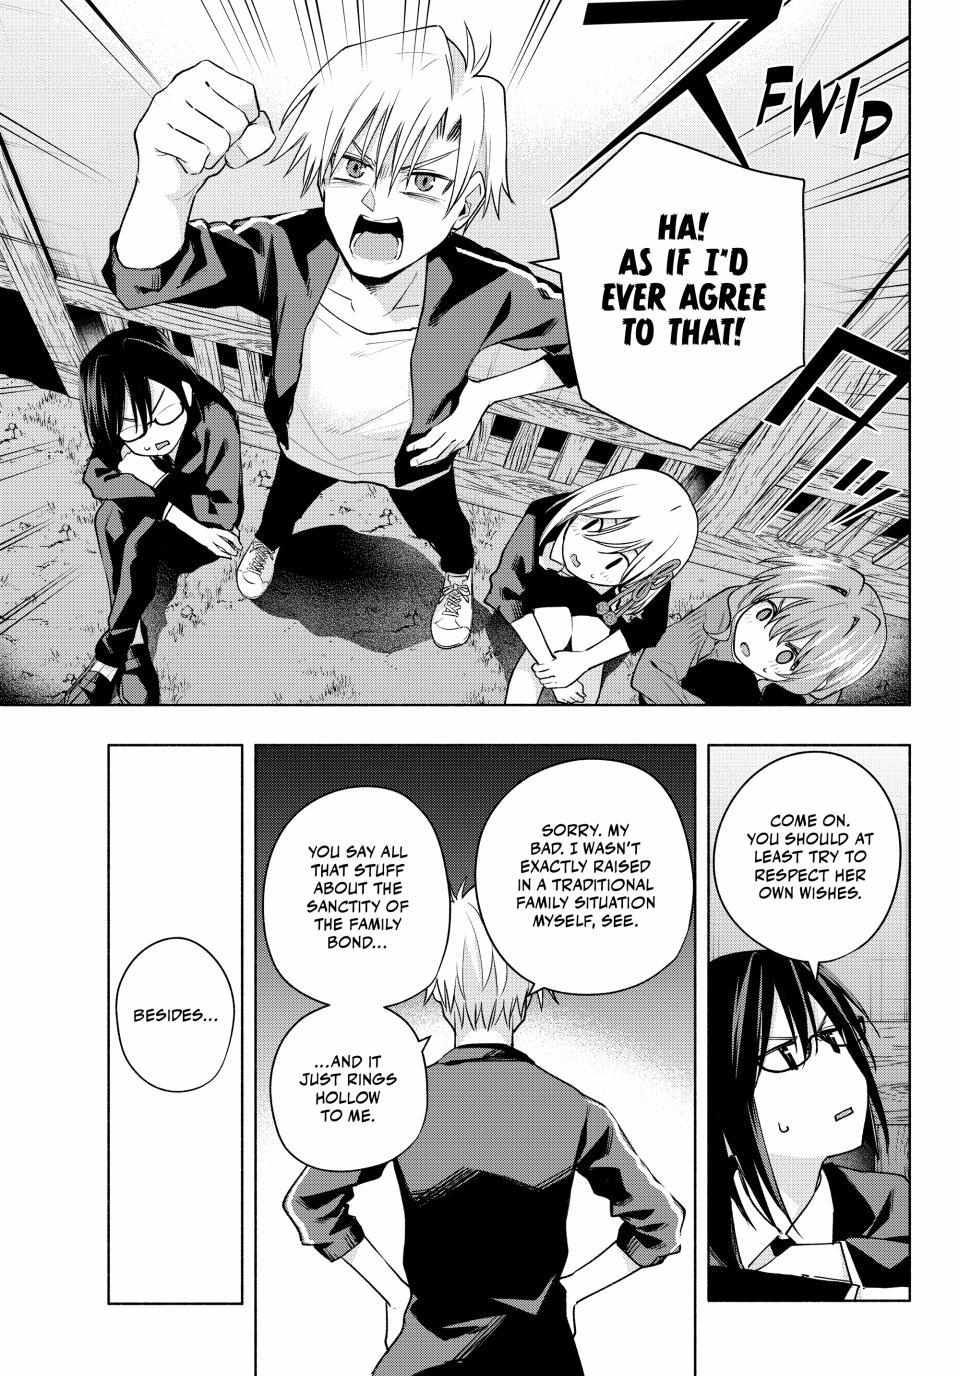 FWIP
HA!
AS IF I"D
EVER AGREE
TO THAT!
COME ON.
YOU SHOULD AT
LEAST TRY TO
RESPECT HER
OWN WISHES.
SORRY. MY
BAD. I WASN'T
EXACTLY RAISED
IN A TRADITIONAL
FAMILY SITUATION
MYSELF, SEE.
YOU SAY ALL
THAT STUFF
ABOUT THE
SANCTITY OF
THE FAMILY
BOND...
...AND IT
JUST RINGS
HOLLOW
TO ME.
BESIDES...